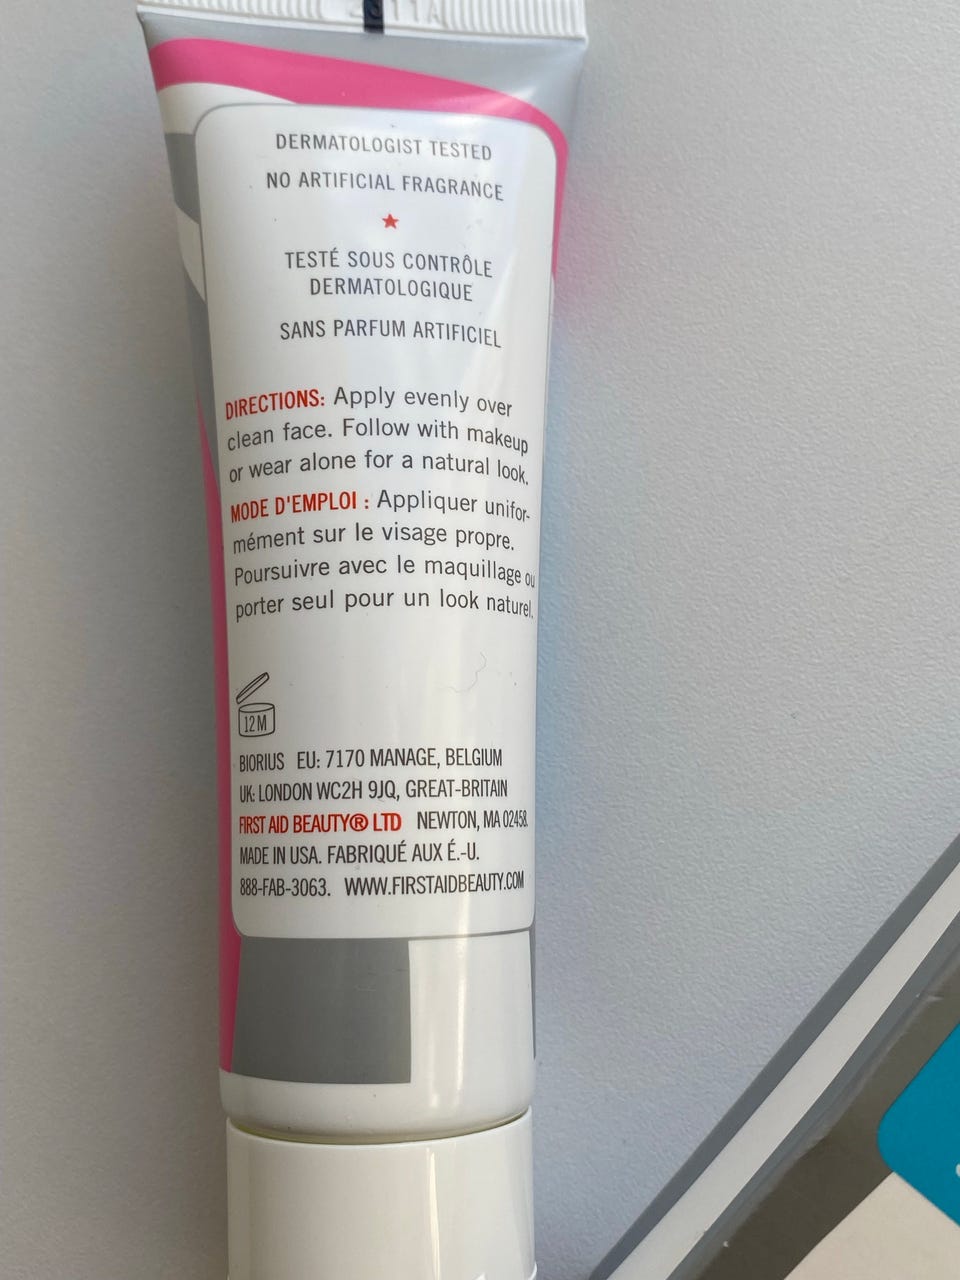 DERMATOLOGIST TESTED
NO ARTIFICIAL FRAGRANCE
TESTÉ SOUS CONTRÔLE
DERMATOLOGIQUE
SANS PARFUM ARTIFICIEL
DIRECTIONS: Apply evenly over
clean face. Follow with makeup
or wear alone for a natural look.
MODE D'EMPLOI : Appliquer unifor-
mément sur le visage propre.
Poursuivre avec le maquillage ou
porter seul pour un look naturel.
12 M
BIORIUS EU: 7170 MANAGE, BELGIUM
UK: LONDON WC2H 9JQ, GREAT-BRITAIN
FIRST AID BEAUTY® LTD NEWTON, MA 02458.
MADE IN USA. FABRIQUÉ AUX É.-U.
888-FAB-3063. WWW.FIRSTAIDBEAUTY.COM